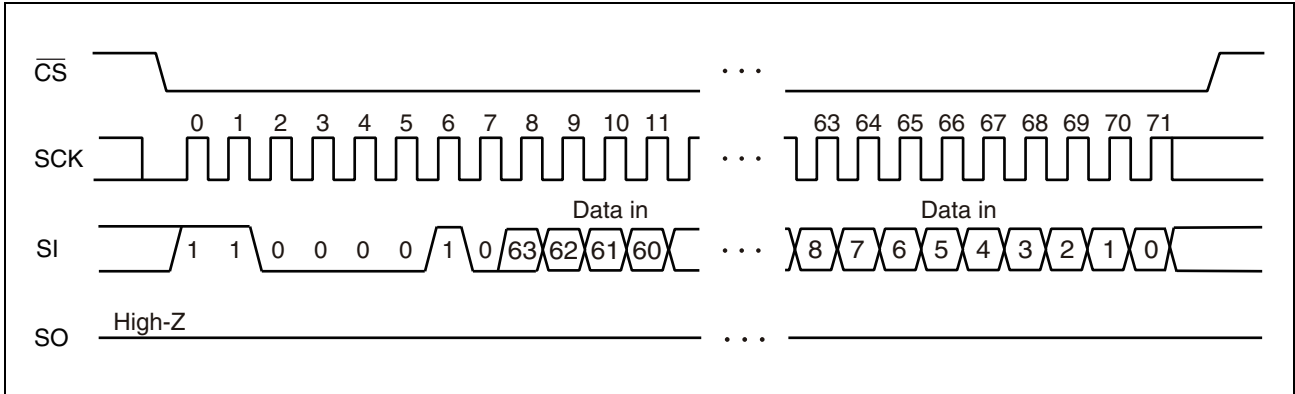 CS
0 1 2 3 4 5 6 7 8 9 10 11 ... 63 64 65 66 67 68 69 70 71
SCK ...
Data in Data in
SI 1 1 0 0 0 0 1 0 63 62 61 60 ... 8 7 6 5 4 3 2 1 0
High-Z
SO ...